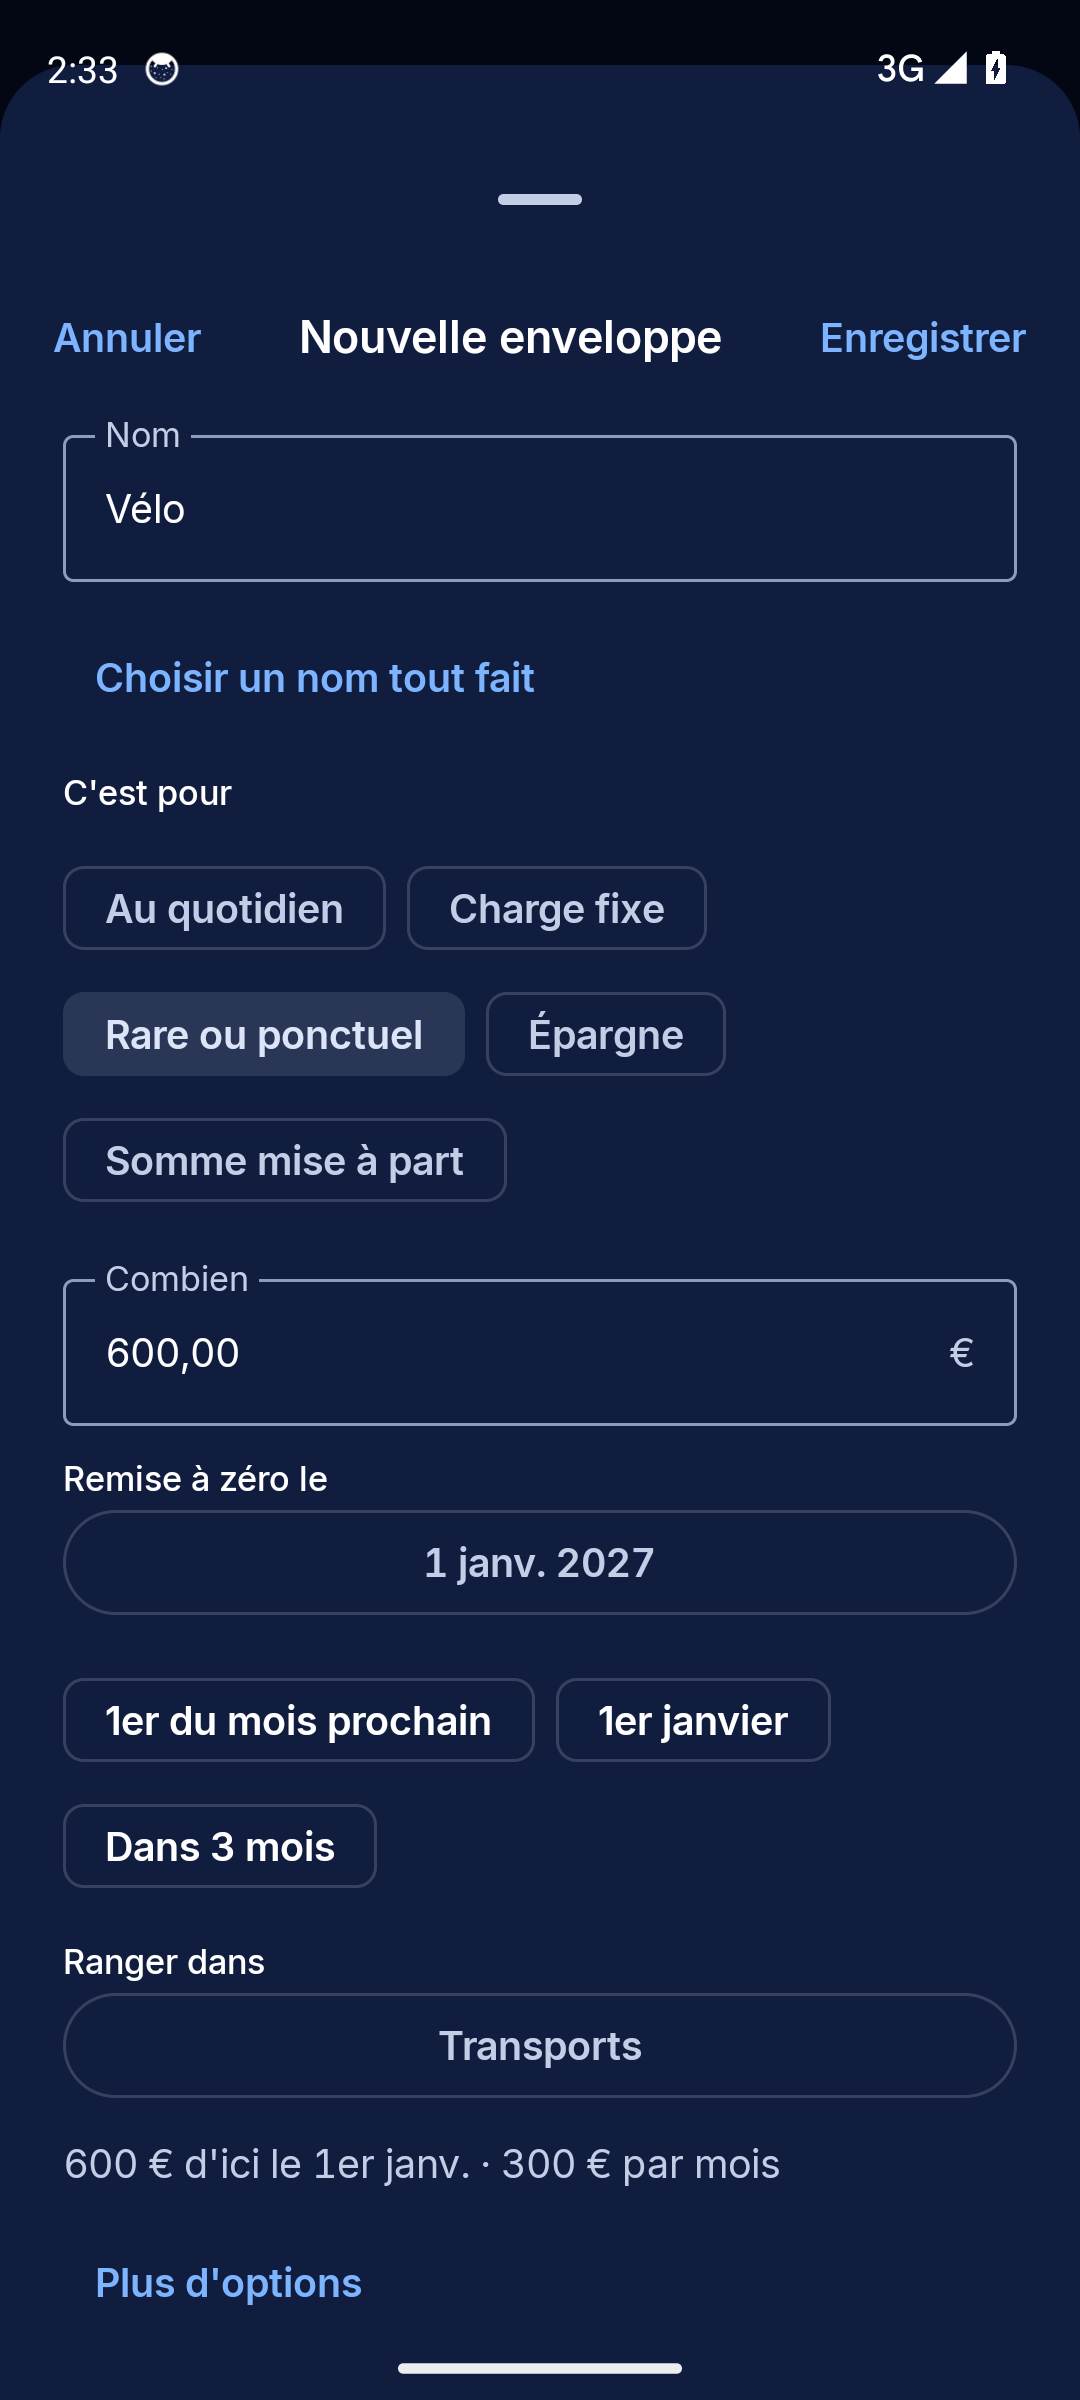 2:33
3G
Annuler
Nouvelle enveloppe
Enregistrer
Nom
Vélo
Choisir un nom tout fait
C'est pour
Au quotidien
Charge fixe
Rare ou ponctuel
Épargne
Somme mise à part
Combien
600,00
€
Remise à zéro le
1 janv. 2027
1er du mois prochain
1er janvier
Dans 3 mois
Ranger dans
Transports
600 € d'ici le 1er janv. · 300 € par mois
Plus d'options